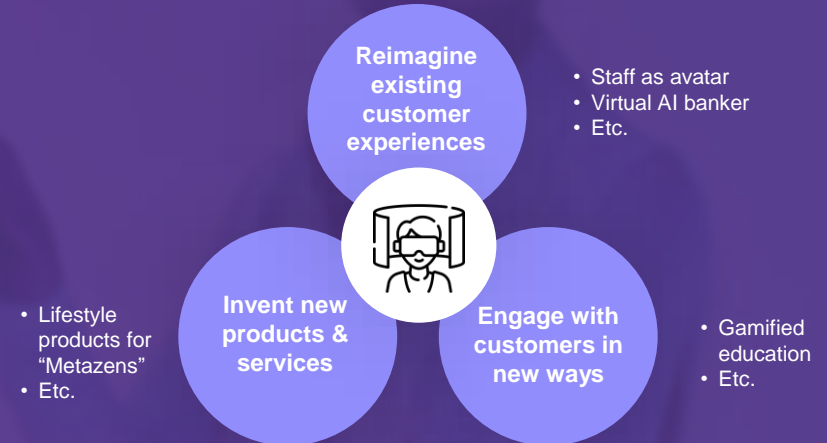 Reimagine
existing
customer
experiences
• Staff as avatar
• Virtual AI banker
• Etc.
Invent new
products &
services
• Lifestyle
products for
“Metazens”
• Etc.
Engage with
customers in
new ways
• Gamified
education
• Etc.